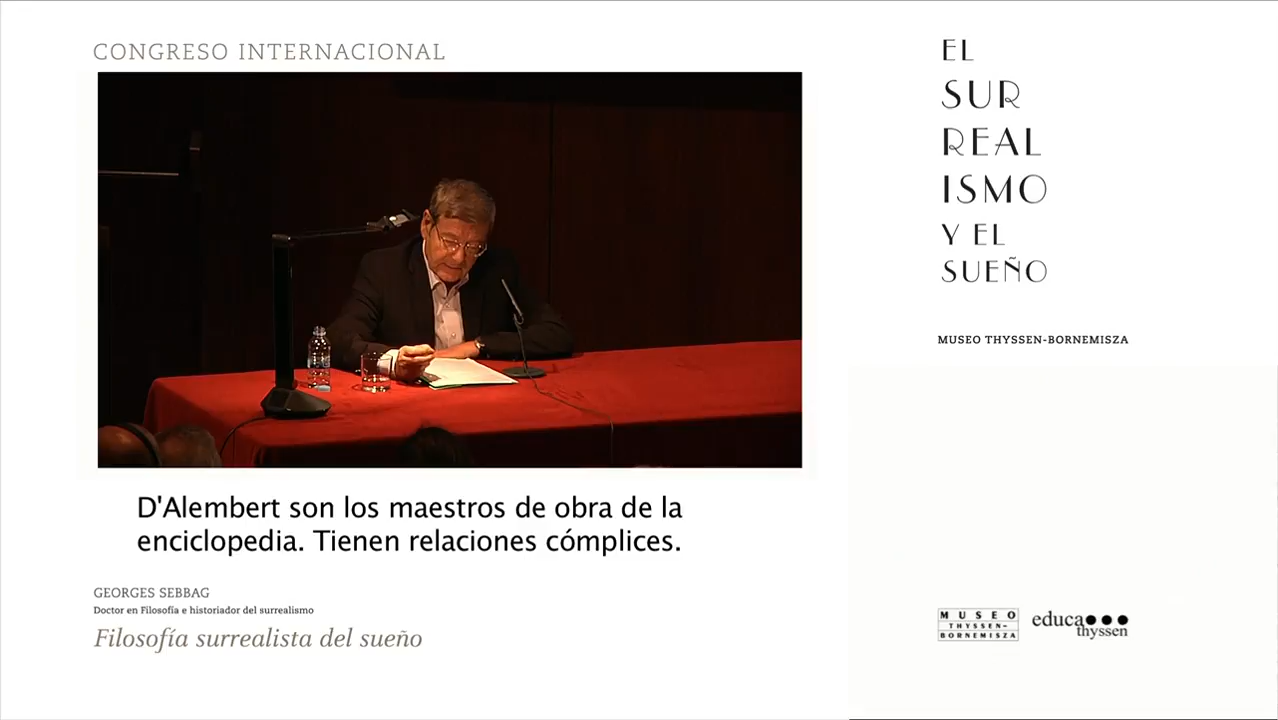 CONGRESO INTERNACIONAL
EL
SUR
REAL
ISMO
Y EL
SUEÑO
MUSEO THYSSEN-BORNEMISZA
D'Alembert son los maestros de obra de la
enciclopedia. Tienen relaciones cómplices.
GEORGES SEBBAG
Doctor en Filosofía e historiador del surrealismo
Filosofía surrealista del sueño
MUSEO
THYSSEN-
BORNEMISZA
educa
thyssen